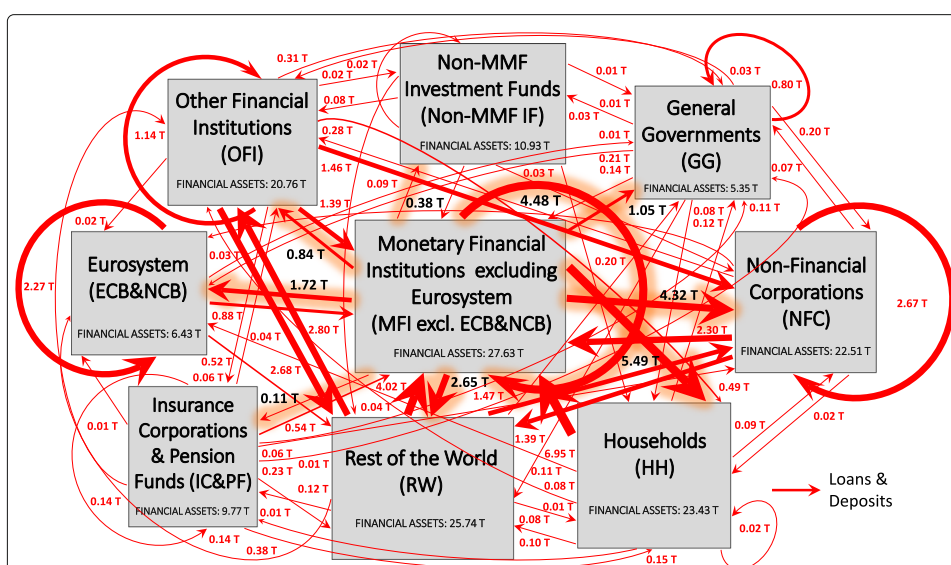 0.31 T
0.02 T
0.08 T
0.28 T
1.46 T
1.14 T
Other Financial
Institutions
(OFI)
FINANCIAL ASSETS: 20.76 T
Non-MMF
Investment Funds
(Non-MMF IF)
FINANCIAL ASSETS: 10.93 T
0.01 T
0.01 T
0.03 T
0.01 T
0.21 T
0.14 T
0.03 T
0.03 T
0.80 T
0.20 T
0.07 T
General
Governments
(GG)
FINANCIAL ASSETS: 5.35 T
0.09 T
1.39 T
0.38 T
4.48 T
1.05 T
0.08 T
0.12 T
0.11 T
0.02 T
0.03 T
0.84 T
1.72 T
0.20 T
Eurosystem
(ECB&NCB)
FINANCIAL ASSETS: 6.43 T
2.27 T
Monetary Financial
Institutions excluding
Eurosystem
(MFI excl. ECB&NCB)
FINANCIAL ASSETS: 27.63 T
Non-Financial
Corporations
(NFC)
FINANCIAL ASSETS: 22.51 T
4.32 T
2.67 T
2.30 T
0.88 T
0.04 T
2.80 T
0.52 T
0.06 T
2.68 T
5.49 T
0.49 T
0.11 T
4.02 T
2.65 T
1.47 T
0.04 T
0.54 T
Insurance
Corporations
& Pension
Funds (IC&PF)
FINANCIAL ASSETS: 9.77 T
0.01 T
0.14 T
0.06 T
0.23 T
0.01 T
0.12 T
0.01 T
0.14 T
0.38 T
Rest of the World
(RW)
FINANCIAL ASSETS: 25.74 T
1.39 T
6.95 T
0.11 T
0.08 T
0.01 T
0.08 T
0.10 T
0.15 T
Households
(HH)
FINANCIAL ASSETS: 23.43 T
0.09 T
0.02 T
0.02 T
Loans &
Deposits